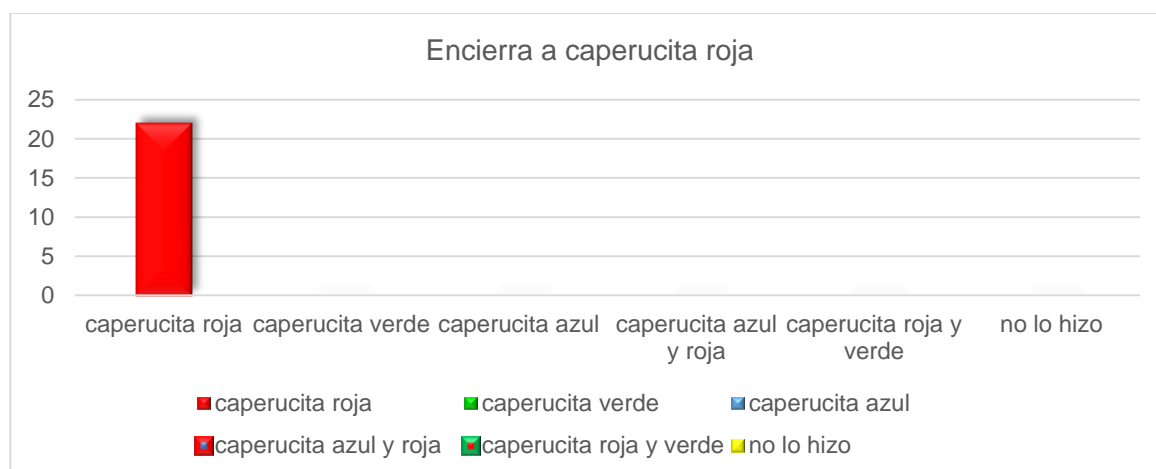 Encierra a caperucita roja
25
20
15
10
5
0
caperucita roja caperucita verde caperucita azul caperucita azul y roja caperucita roja y verde no lo hizo
caperucita roja caperucita verde caperucita azul
caperucita azul y roja caperucita roja y verde no lo hizo